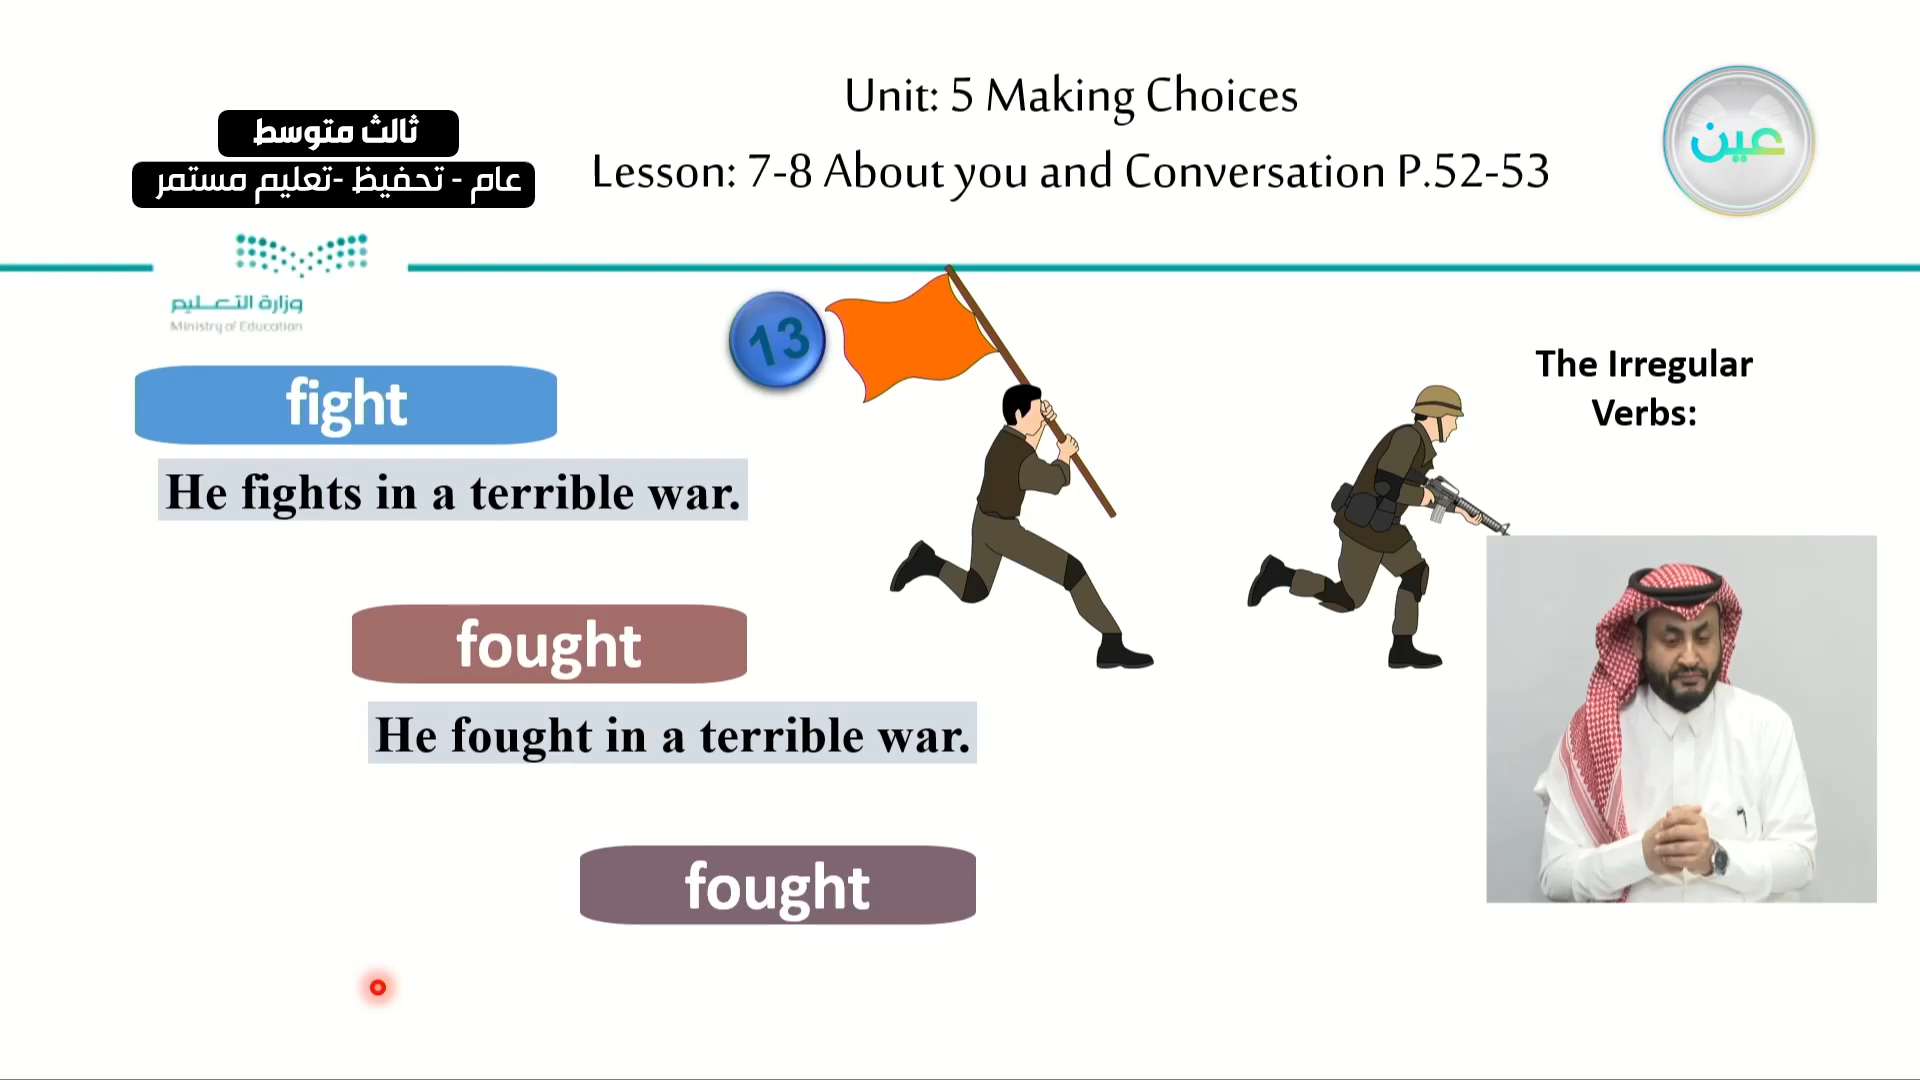 Unit: 5 Making Choices
Lesson: 7-8 About you and Conversation P.52-53
ثالث متوسط
عام - تحفيظ -تعليم مستمر
عين
وزارة التعليم
Ministry of Education
13
The Irregular
Verbs:
fight
He fights in a terrible war.
fought
He fought in a terrible war.
fought